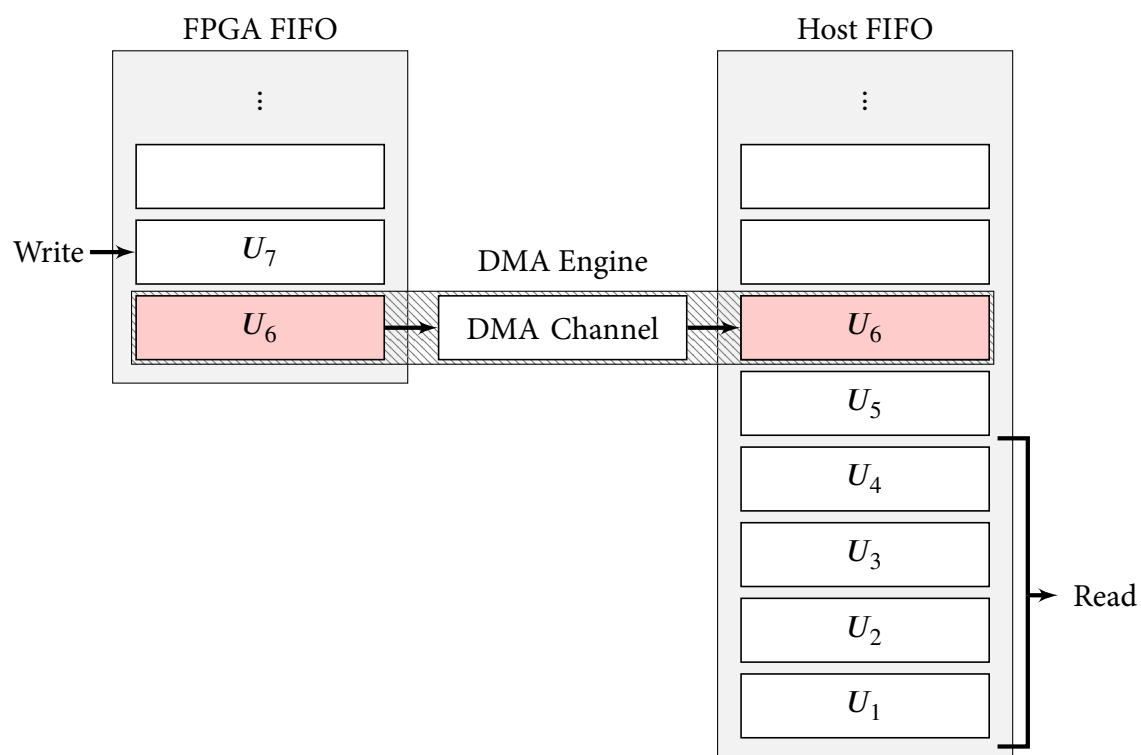 FPGA FIFO
Host FIFO
⋮
⋮
Write
U₇
DMA Engine
U₆
DMA Channel
U₆
U₅
U₄
U₃
Read
U₂
U₁